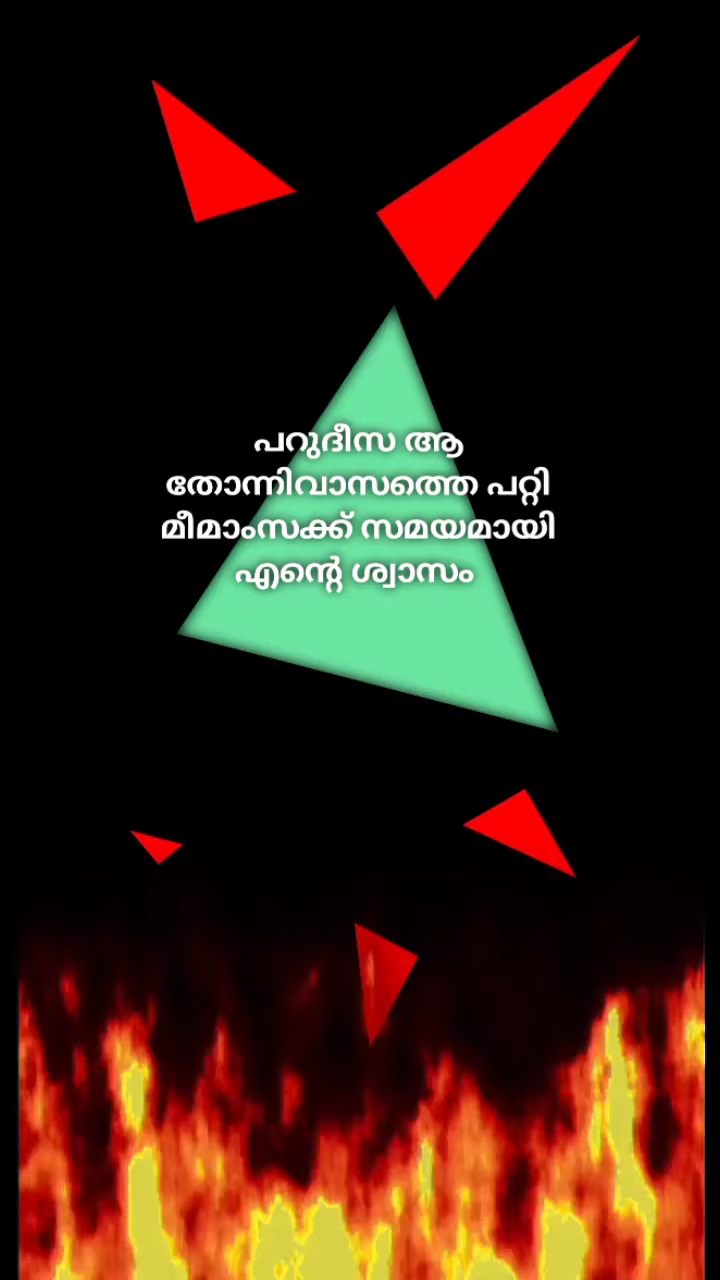 പറുദീസ ആ
തോന്നിവാസത്തെ പറ്റി
മീമാംസക്ക് സമയമായി
എന്റെ ശ്വാസം